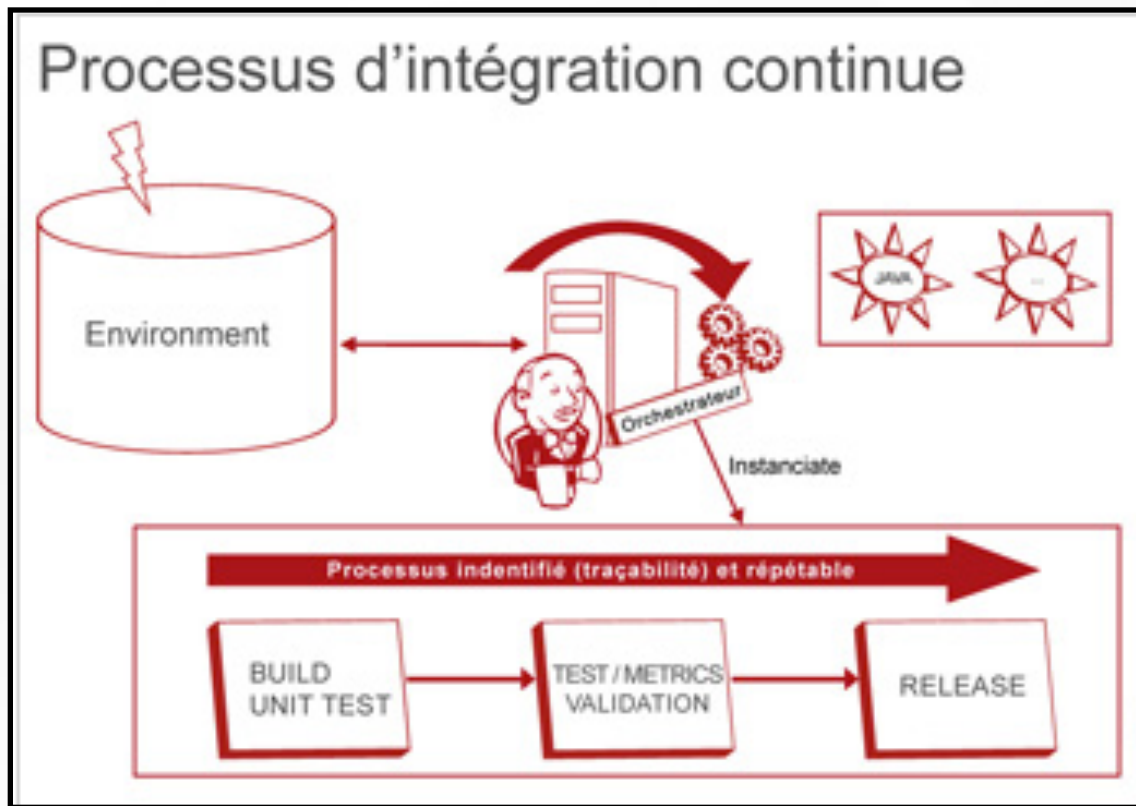 Processus d'intégration continue
Environment
JAVA
...
Orchestrateur
Instanciate
Processus indentifié (traçabilité) et répétable
BUILD
UNIT TEST
TEST / METRICS
VALIDATION
RELEASE